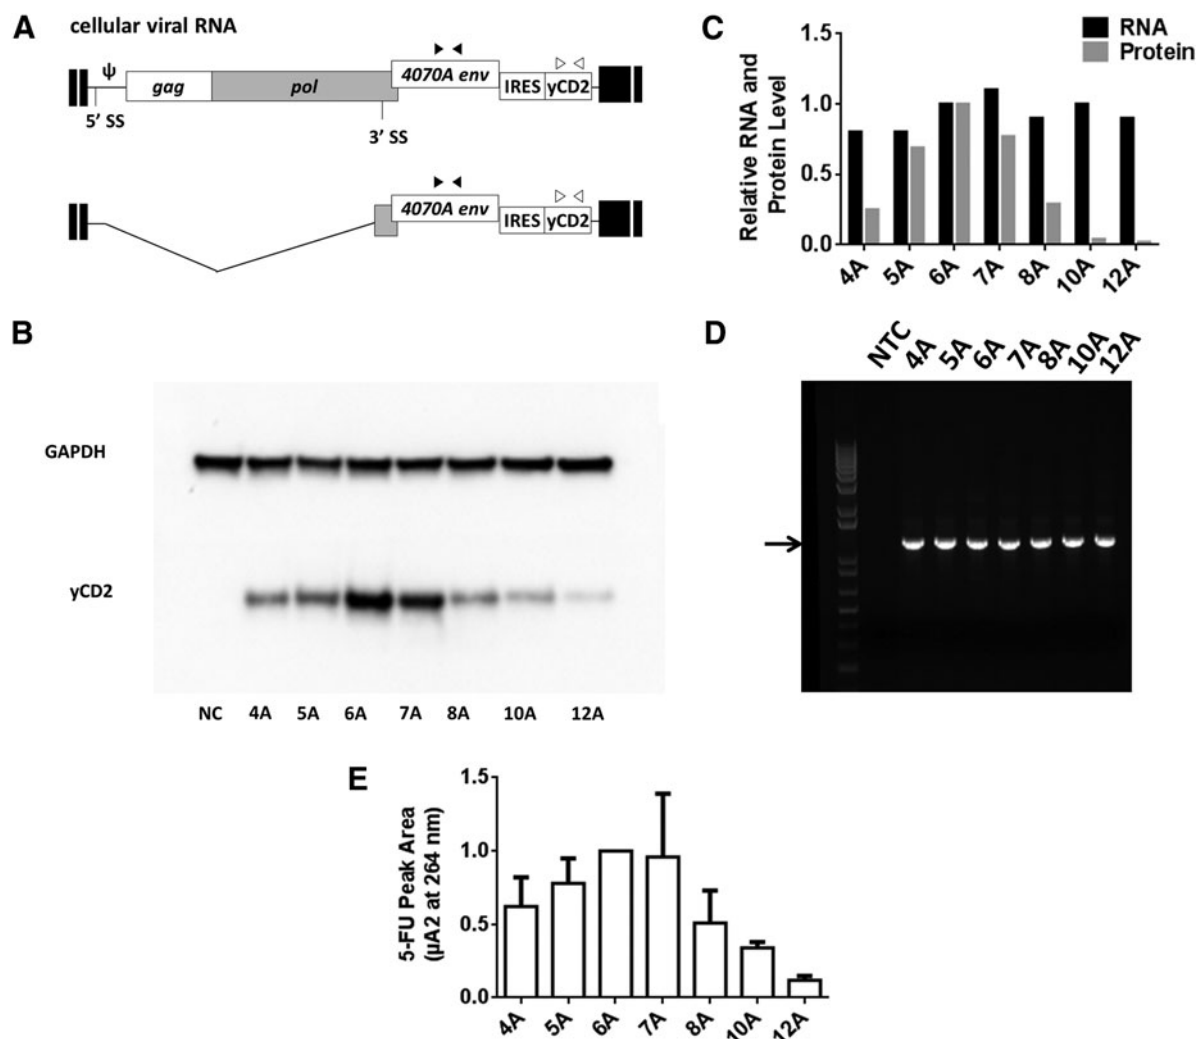 A
cellular viral RNA
ψ
gag
pol
4070A env
IRES
yCD2
5' SS
3' SS
4070A env
IRES
yCD2
B
GAPDH
yCD2
NC 4A 5A 6A 7A 8A 10A 12A
C
RNA
Protein
Relative RNA and
Protein Level
1.5
1.0
0.5
0.0
4A 5A 6A 7A 8A 10A 12A
D
NTC 4A 5A 6A 7A 8A 10A 12A
E
5-FU Peak Area
(µA2 at 264 nm)
1.5
1.0
0.5
0.0
4A 5A 6A 7A 8A 10A 12A